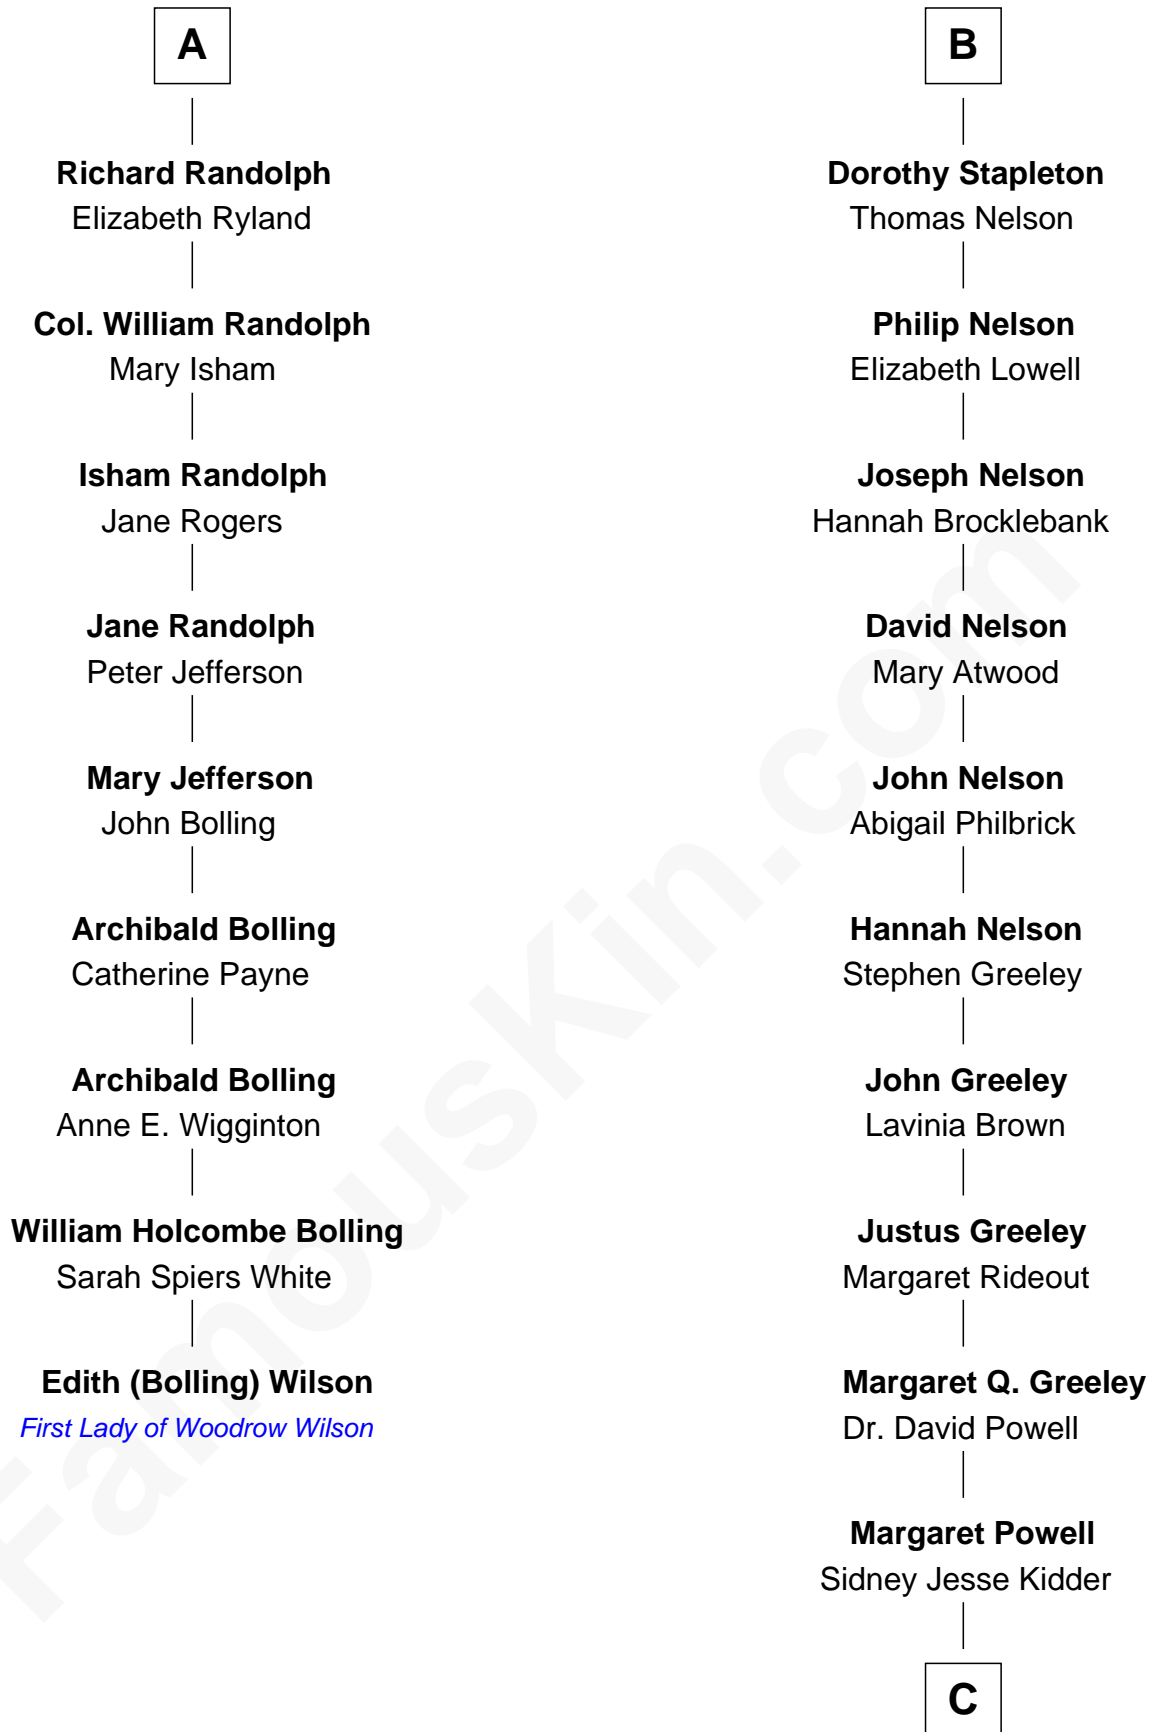 A
Richard Randolph
Elizabeth Ryland
Col. William Randolph
Mary Isham
Isham Randolph
Jane Rogers
Jane Randolph
Peter Jefferson
Mary Jefferson
John Bolling
Archibald Bolling
Catherine Payne
Archibald Bolling
Anne E. Wigginton
William Holcombe Bolling
Sarah Spiers White
Edith (Bolling) Wilson
First Lady of Woodrow Wilson
B
Dorothy Stapleton
Thomas Nelson
Philip Nelson
Elizabeth Lowell
Joseph Nelson
Hannah Brocklebank
David Nelson
Mary Atwood
John Nelson
Abigail Philbrick
Hannah Nelson
Stephen Greeley
John Greeley
Lavinia Brown
Justus Greeley
Margaret Rideout
Margaret Q. Greeley
Dr. David Powell
Margaret Powell
Sidney Jesse Kidder
C
FamousKin.com